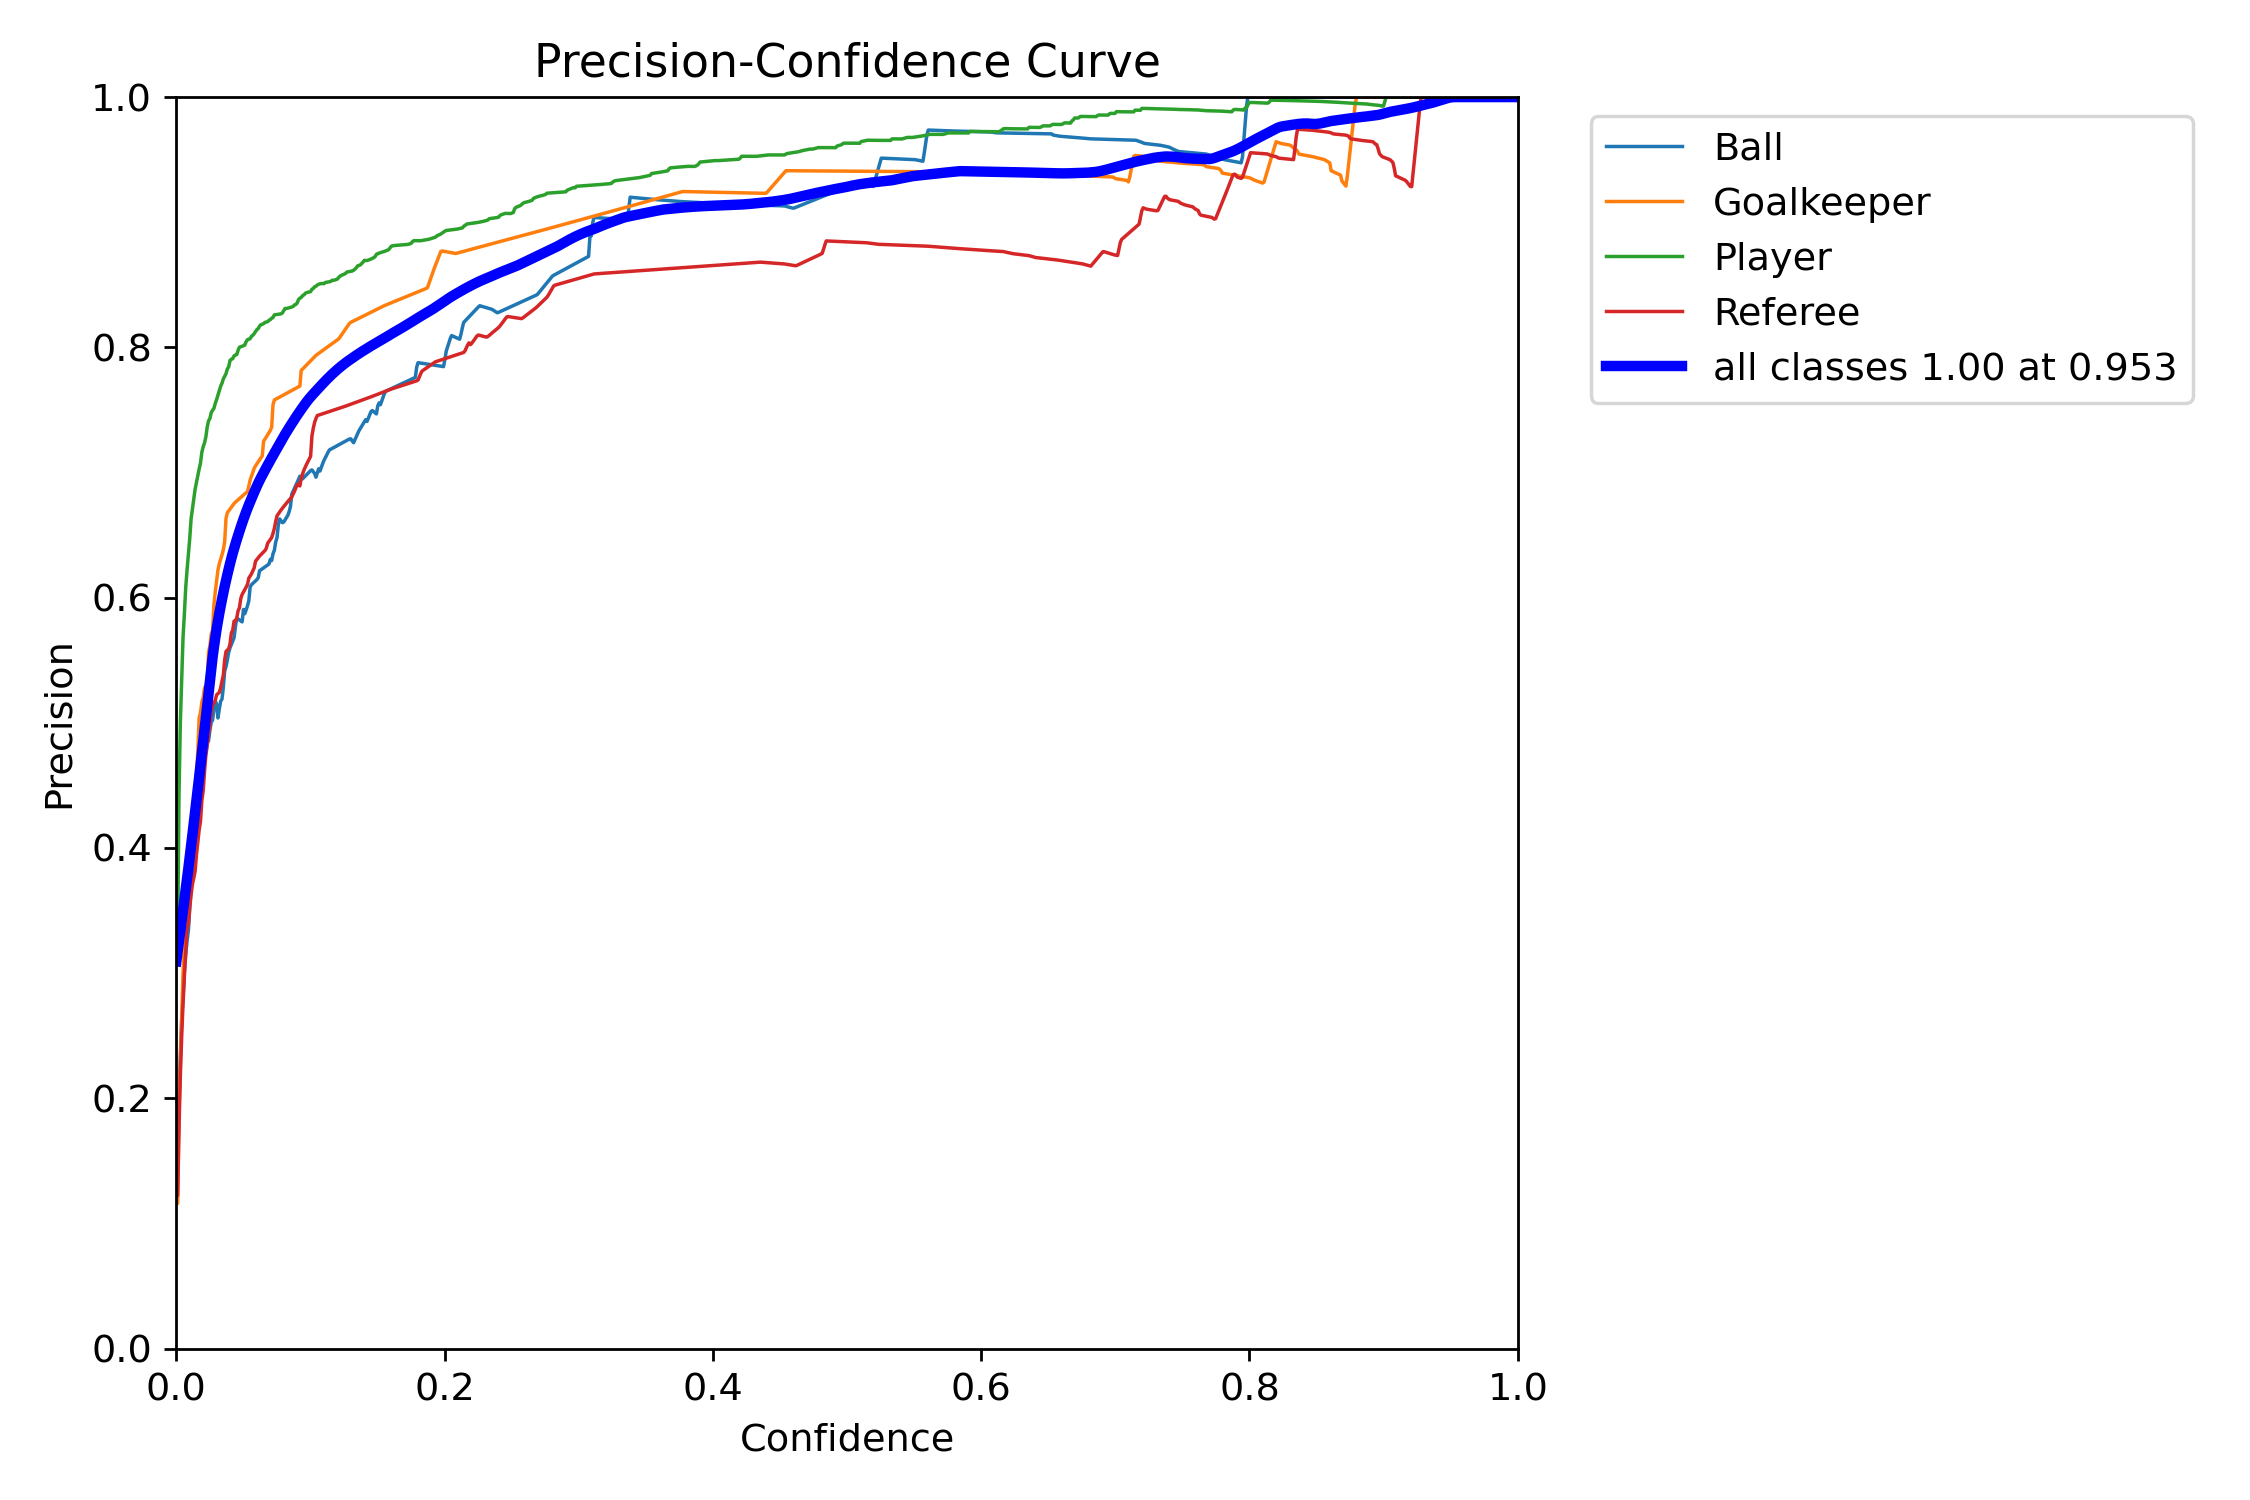 Precision-Confidence Curve
1.0
0.8
0.6
0.4
0.2
0.0
Precision
0.0 0.2 0.4 0.6 0.8 1.0
Confidence
Ball
Goalkeeper
Player
Referee
all classes 1.00 at 0.953